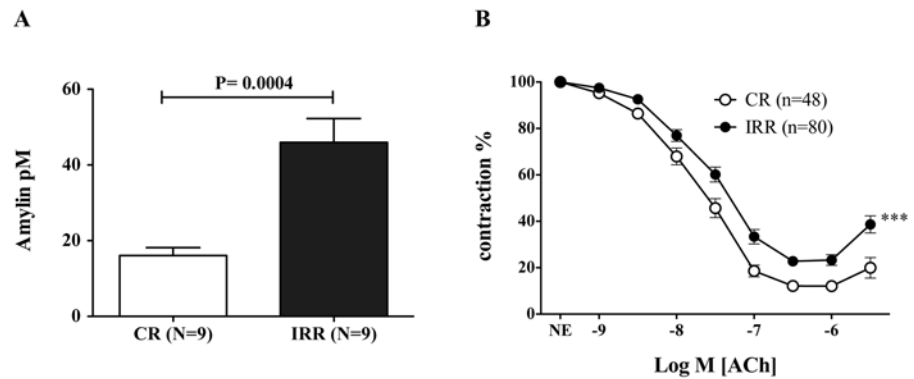 A
P= 0.0004
60
40
20
0
Amylin pM
CR (N=9)
IRR (N=9)
B
100
80
60
40
20
0
contraction %
CR (n=48)
IRR (n=80)
***
NE
-9
-8
-7
-6
Log M [ACh]